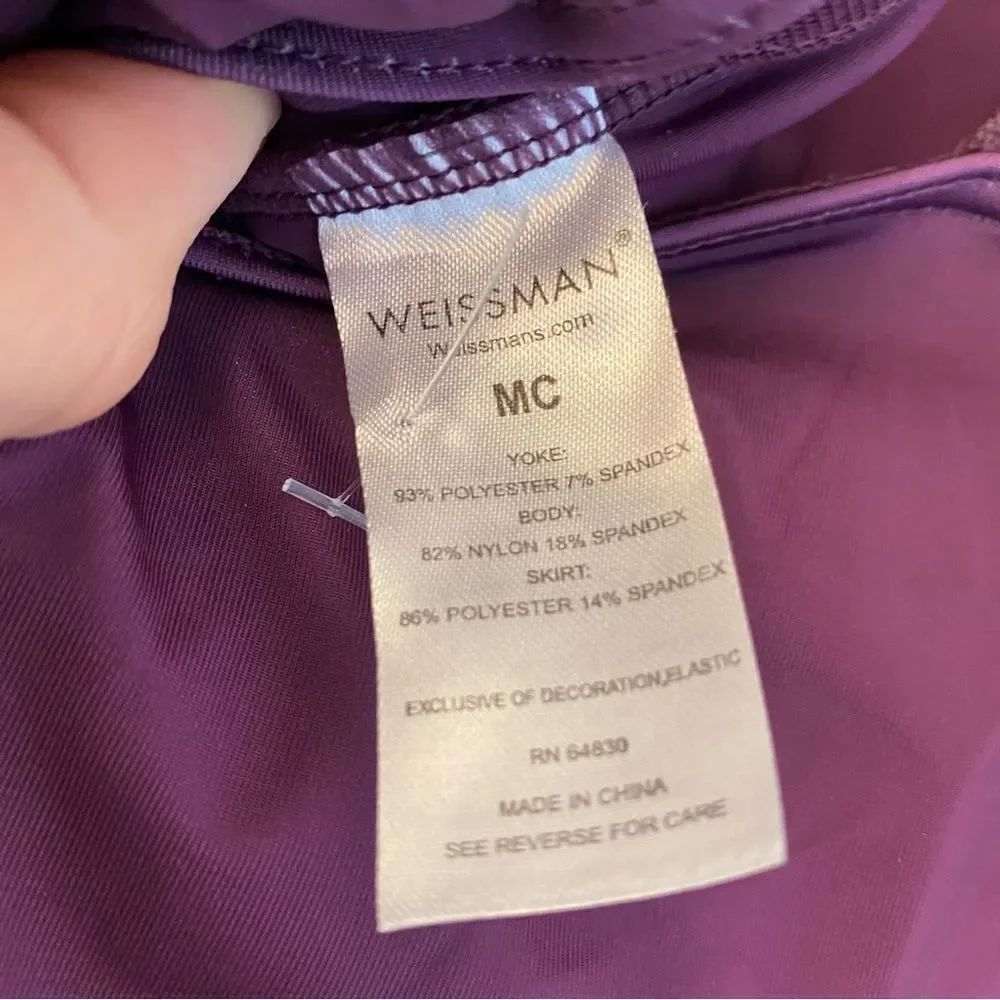 WEISSMAN®
Weissmans.com
MC
YOKE:
93% POLYESTER 7% SPANDEX
BODY:
82% NYLON 18% SPANDEX
SKIRT:
86% POLYESTER 14% SPANDEX
EXCLUSIVE OF DECORATION,ELASTIC
RN 64830
MADE IN CHINA
SEE REVERSE FOR CARE